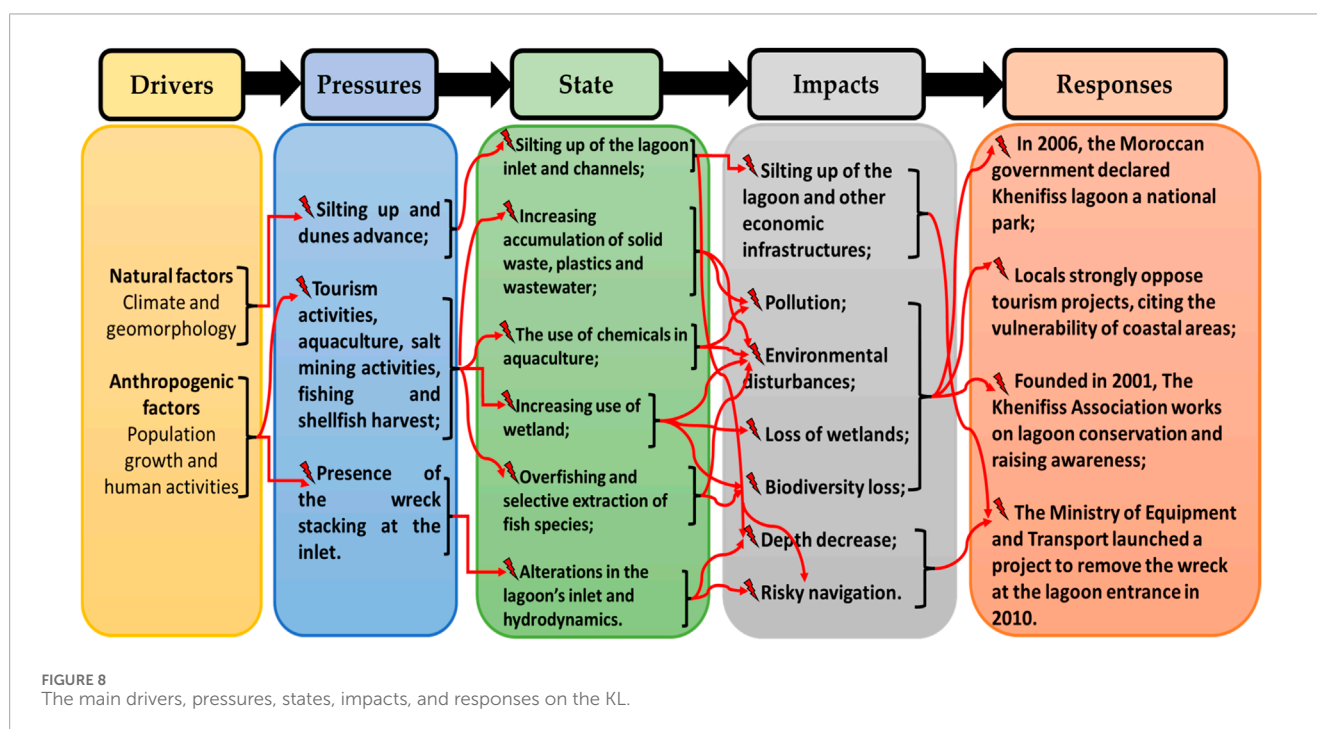 Drivers
Pressures
State
Impacts
Responses
Natural factors
Climate and
geomorphology
Anthropogenic
factors
Population
growth and
human activities
Silting up and
dunes advance;
Tourism
activities,
aquaculture, salt
mining activities,
fishing and
shellfish harvest;
Presence of
the wreck
stacking at the
inlet.
Silting up of the lagoon
inlet and channels;
Increasing
accumulation of solid
waste, plastics and
wastewater;
The use of chemicals in
aquaculture;
Increasing use of
wetland;
Overfishing and
selective extraction of
fish species;
Alterations in the
lagoon's inlet and
hydrodynamics.
Silting up of the
lagoon and other
economic
infrastructures;
Pollution;
Environmental
disturbances;
Loss of wetlands;
Biodiversity loss;
Depth decrease;
Risky navigation.
In 2006, the Moroccan
government declared
Khenifiss lagoon a national
park;
Locals strongly oppose
tourism projects, citing the
vulnerability of coastal areas;
Founded in 2001, The
Khenifiss Association works
on lagoon conservation and
raising awareness;
The Ministry of Equipment
and Transport launched a
project to remove the wreck
at the lagoon entrance in
2010.
FIGURE 8
The main drivers, pressures, states, impacts, and responses on the KL.